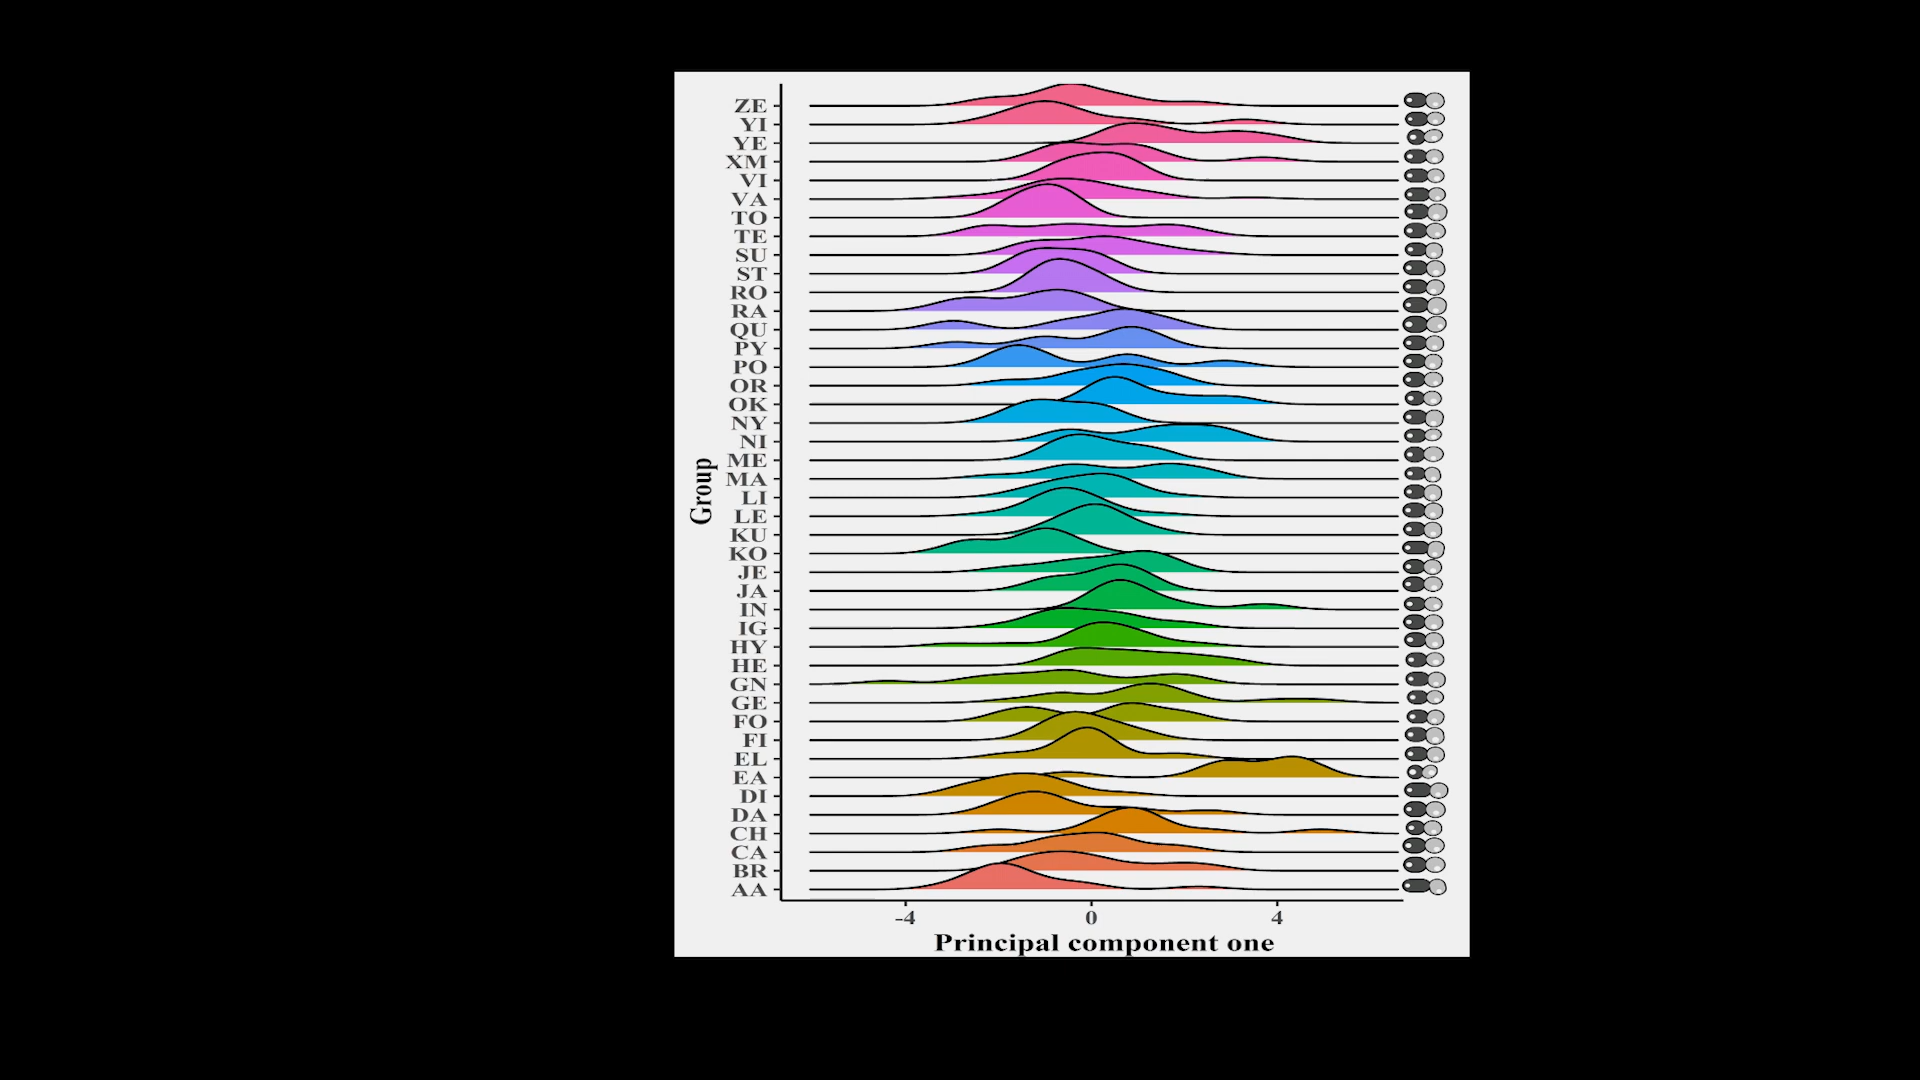 ZE
YI
YE
XM
VI
VA
TO
TE
SU
ST
RO
RA
QU
PY
PO
OR
OK
NY
NI
ME
MA
LI
LE
KU
KO
JE
JA
IN
IG
HY
HE
GN
GE
FO
FI
EL
EA
DI
DA
CH
CA
BR
AA
Group
-4 0 4
Principal component one